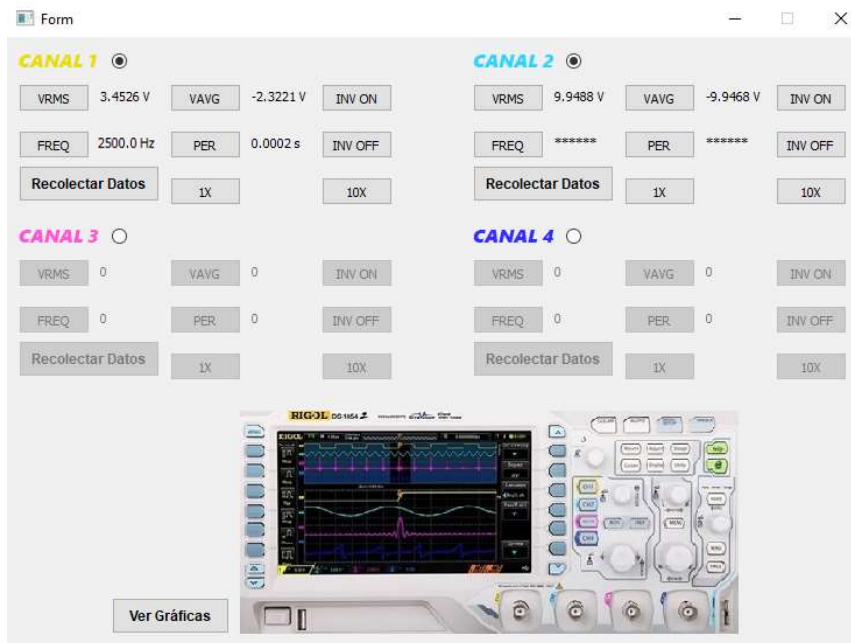 Form
CANAL 1 CANAL 2
VRMS 3.4526 V VAVG -2.3221 V INV ON VRMS 9.9488 V VAVG -9.9468 V INV ON
FREQ 2500.0 Hz PER 0.0002 s INV OFF FREQ ****** PER ****** INV OFF
Recolectar Datos 1X 10X Recolectar Datos 1X 10X
CANAL 3 CANAL 4
VRMS 0 VAVG 0 INV ON VRMS 0 VAVG 0 INV ON
FREQ 0 PER 0 INV OFF FREQ 0 PER 0 INV OFF
Recolectar Datos 1X 10X Recolectar Datos 1X 10X
RIGOL
RIGOL
MENU
Ver Gráficas